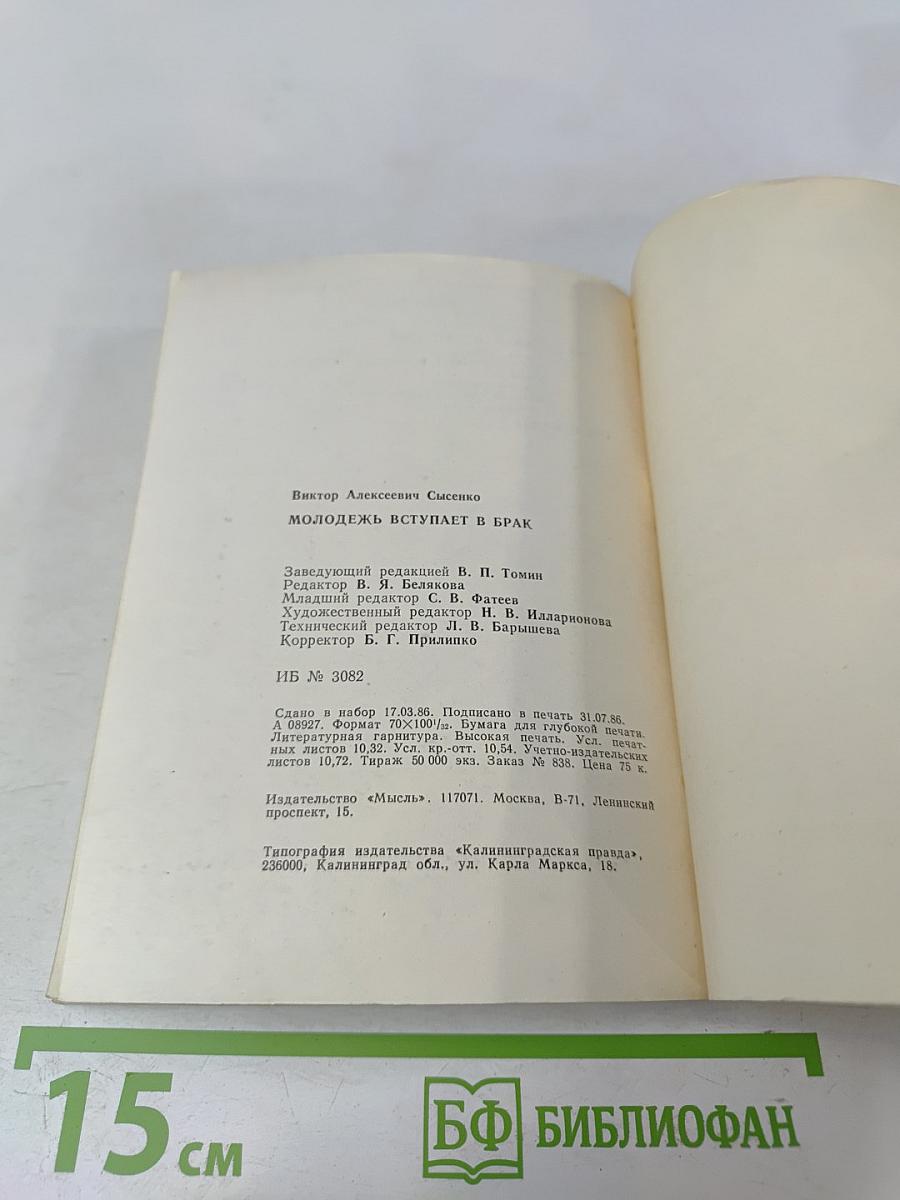 Виктор Алексеевич Сысенко
МОЛОДЕЖЬ ВСТУПАЕТ В БРАК
Заведующий редакцией В. П. Томин
Редактор В. Я. Белякова
Младший редактор С. В. Фатеев
Художественный редактор Н. В. Илларионова
Технический редактор Л. В. Барышева
Корректор Б. Г. Прилипко
ИБ № 3082
Сдано в набор 17.03.86. Подписано в печать 31.07.86.
А 08927. Формат 70×100¹/₃₂. Бумага для глубокой печати.
Литературная гарнитура. Высокая печать. Усл. печат-
ных листов 10,32. Усл. кр.-отт. 10,54. Учетно-издательских
листов 10,72. Тираж 50 000 экз. Заказ № 838. Цена 75 к.
Издательство «Мысль». 117071. Москва, В-71, Ленинский
проспект, 15.
Типография издательства «Калининградская правда»,
236000, Калининград обл., ул. Карла Маркса, 18.
15 см
БФ БИБЛИОФАН